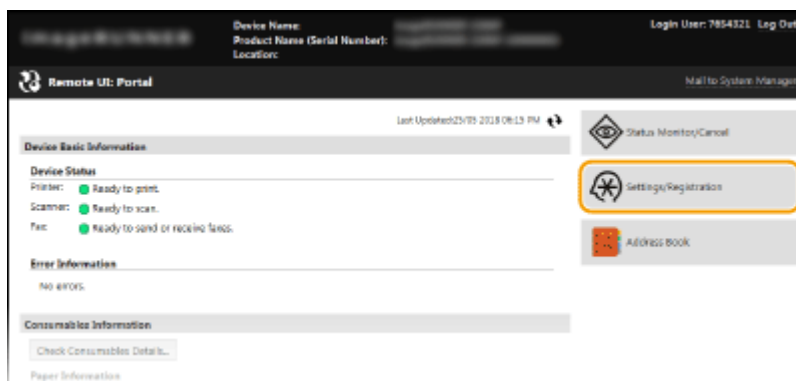 Device Name:
Product Name (Serial Number):
Location:
Login User: 7654321 Log Out
Remote UI: Portal
Mail to System Manager
Last Updated:25/05 2018 06:15 PM
Device Basic Information
Device Status
Printer: Ready to print.
Scanner: Ready to scan.
Fax: Ready to send or receive faxes.
Error Information
No errors.
Consumables Information
Check Consumables Details...
Paper Information
Status Monitor/Cancel
Settings/Registration
Address Book